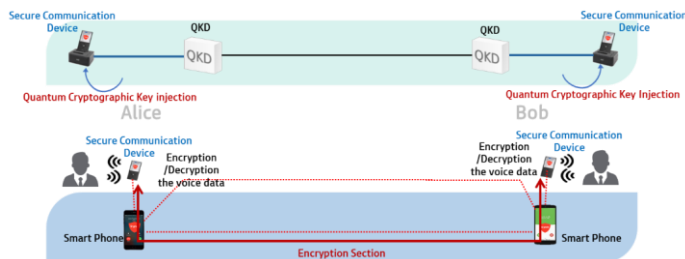 Secure Communication
Device
QKD
QKD
QKD
QKD
Secure Communication
Device
Quantum Cryptographic Key injection
Quantum Cryptographic Key Injection
Alice
Bob
Secure Communication
Device
Encryption
/Decryption
the voice data
Encryption
/Decryption
the voice data
Secure Communication
Device
Smart Phone
Smart Phone
Encryption Section